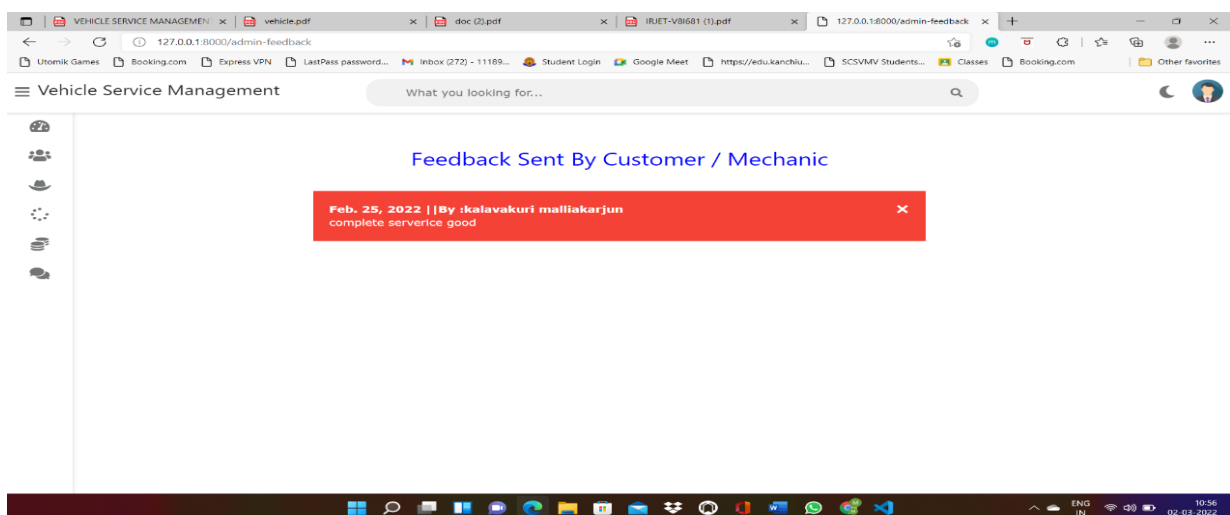 VEHICLE SERVICE MANAGEMEN
vehicle.pdf
doc (2).pdf
IRJET-V8I681 (1).pdf
127.0.0.1:8000/admin-feedback
127.0.0.1:8000/admin-feedback
Utomik Games
Booking.com
Express VPN
LastPass password...
Inbox (272) - 11189...
Student Login
Google Meet
https://edu.kanchiu...
SCSVMV Students...
Classes
Booking.com
Other favorites
Vehicle Service Management
What you looking for...
Feedback Sent By Customer / Mechanic
Feb. 25, 2022 ||By :kalavakuri malliakarjun
complete serverice good
ENG
IN
10:56
02-03-2022